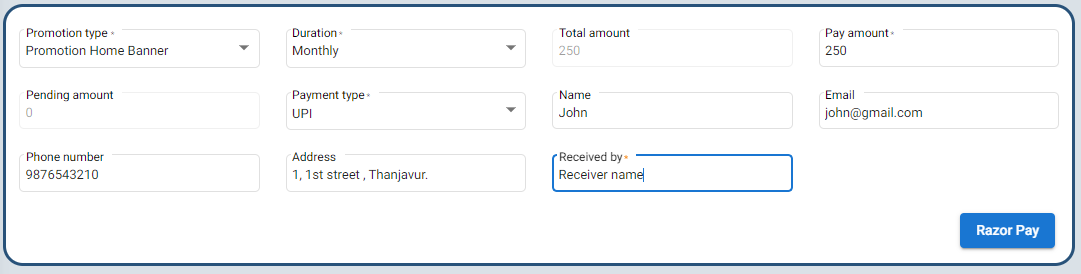 Promotion type *
Promotion Home Banner
Duration *
Monthly
Total amount
250
Pay amount *
250
Pending amount
0
Payment type *
UPI
Name
John
Email
john@gmail.com
Phone number
9876543210
Address
1, 1st street , Thanjavur.
Received by *
Receiver name
Razor Pay